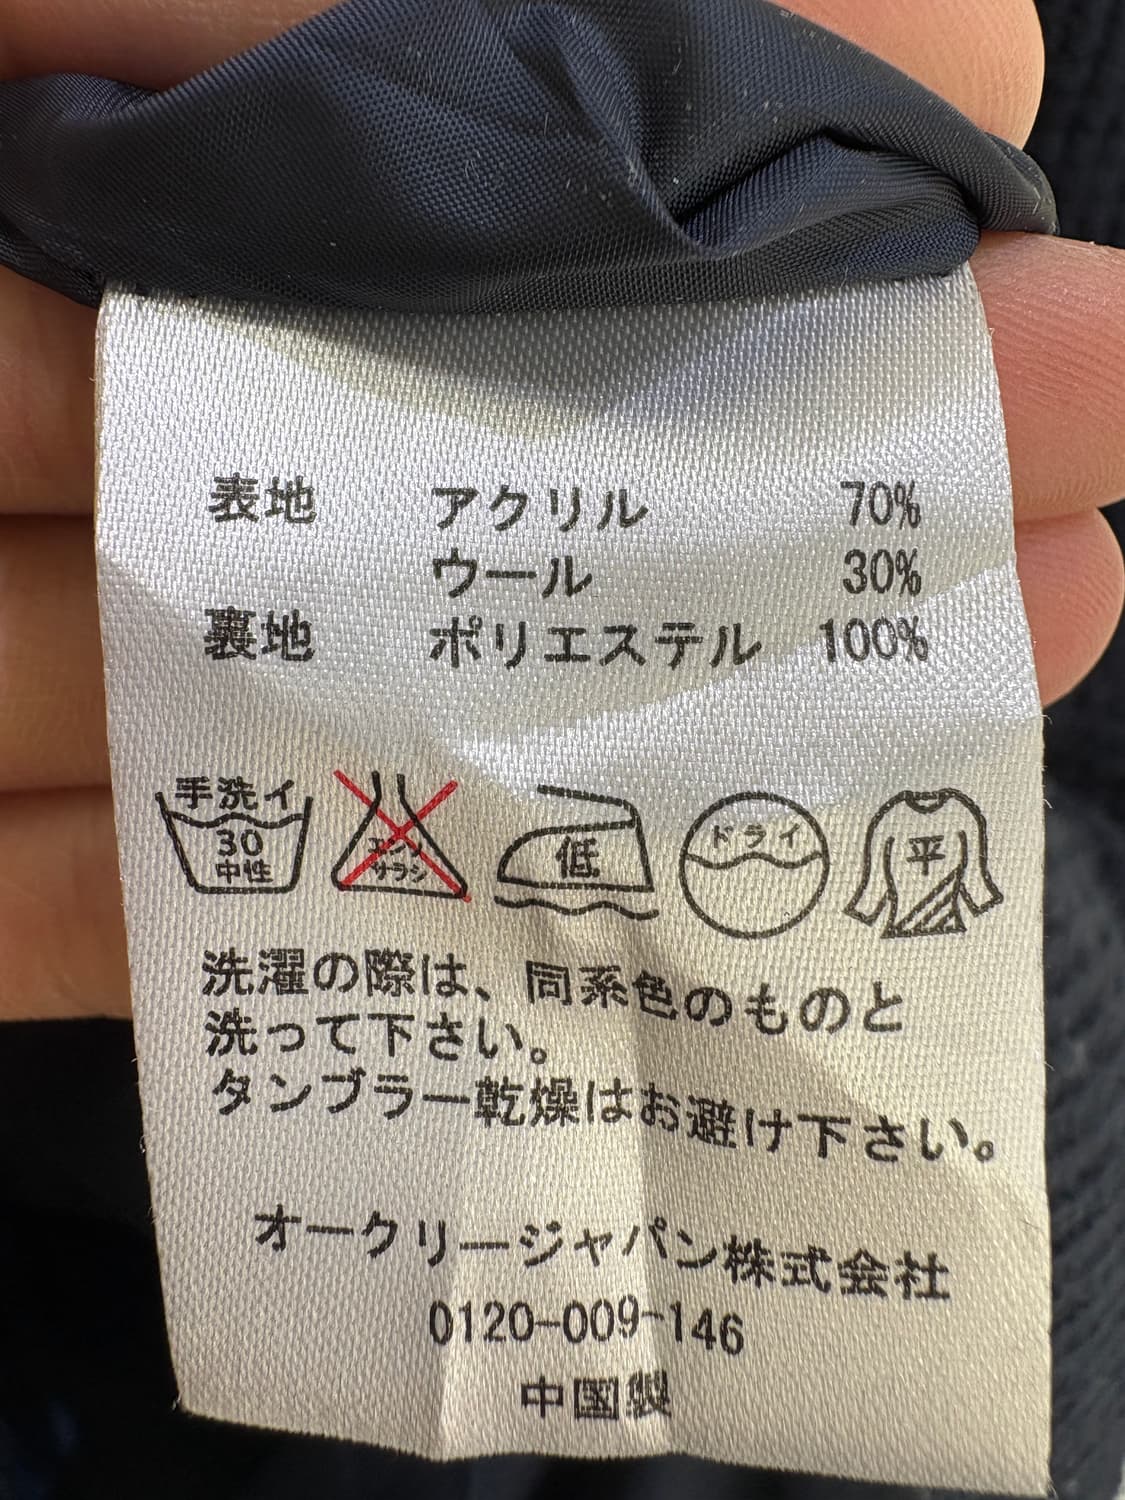 表地 アクリル 70%
ウール 30%
裏地 ポリエステル 100%
手洗イ
30
中性
エンソ
サラシ
低
ドライ
平
洗濯の際は、同系色のものと
洗って下さい。
タンブラー乾燥はお避け下さい。
オークリージャパン株式会社
0120-009-146
中国製